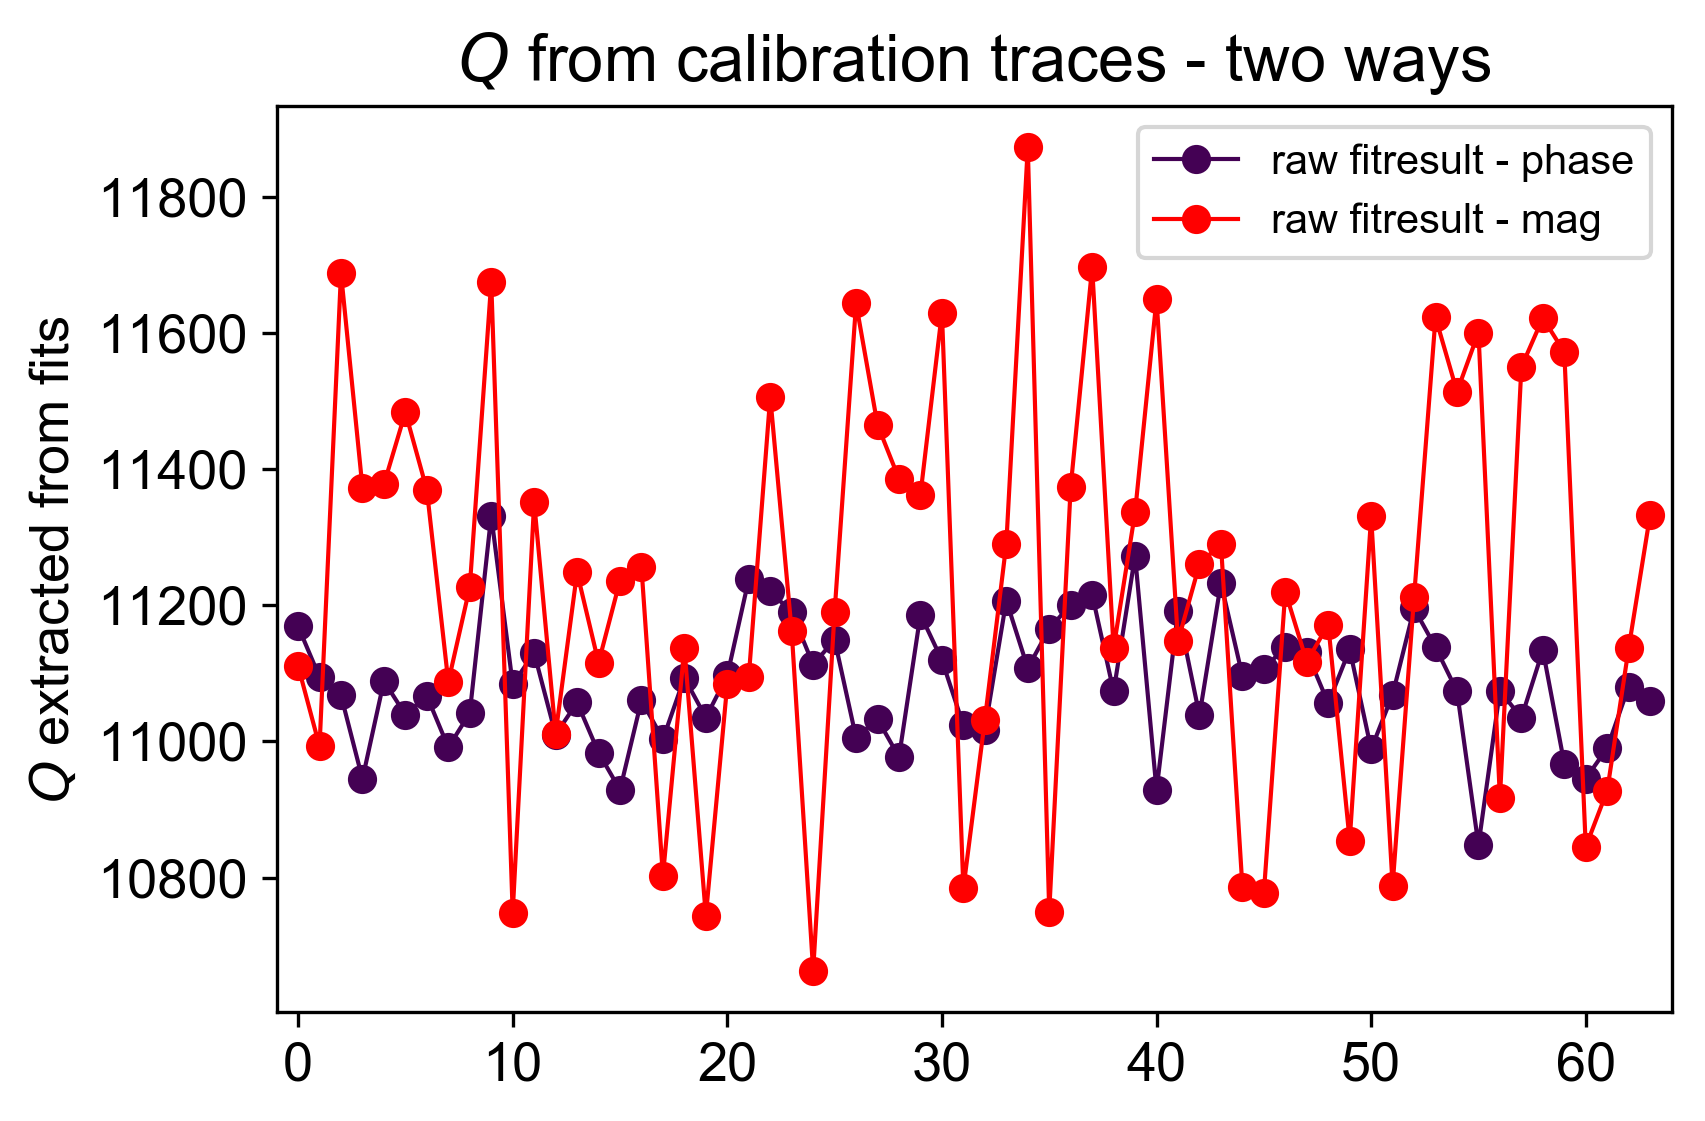 Q from calibration traces - two ways
raw fitresult - phase
raw fitresult - mag
Q extracted from fits
11800
11600
11400
11200
11000
10800
0 10 20 30 40 50 60